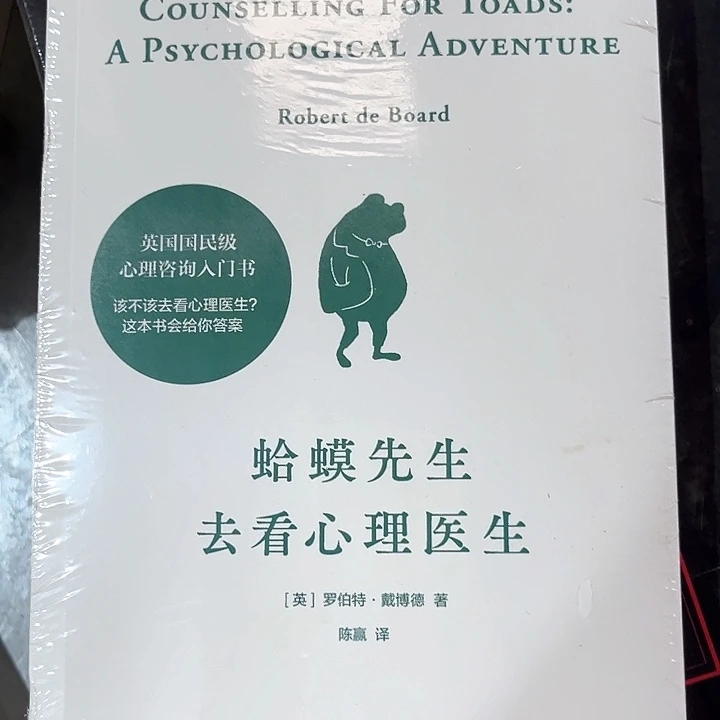 COUNSELLING FOR TOADS:
A PSYCHOLOGICAL ADVENTURE
Robert de Board
英国国民级
心理咨询入门书
该不该去看心理医生?
这本书会给你答案
蛤蟆先生
去看心理医生
[英] 罗伯特·戴博德 著
陈赢 译